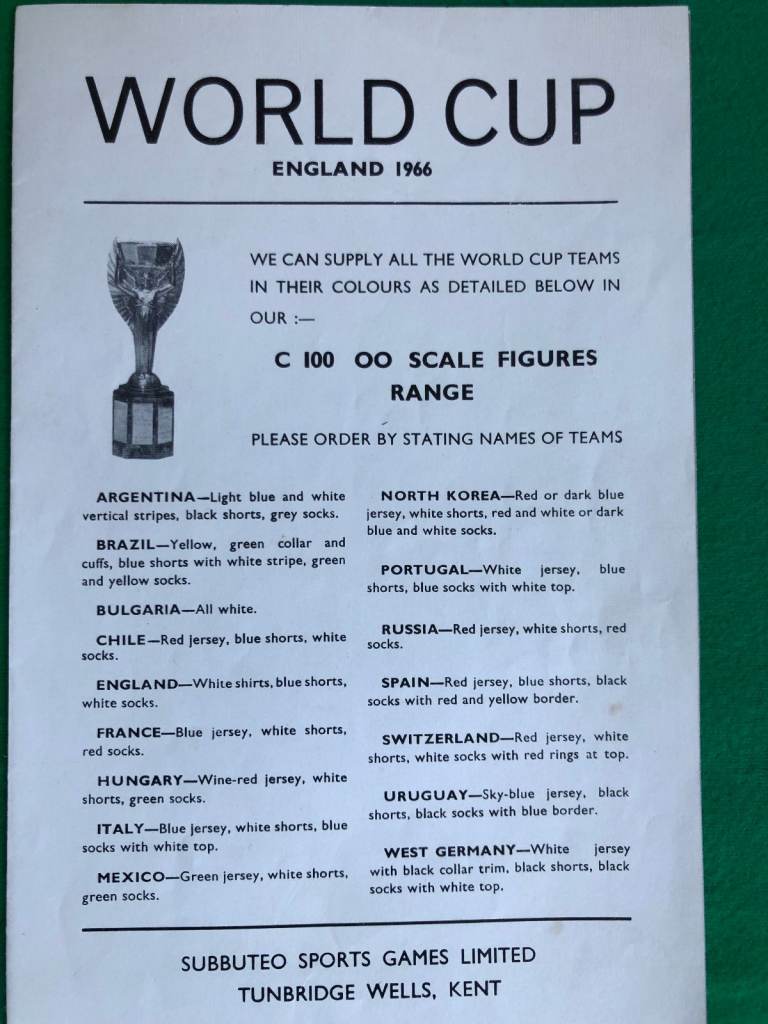 WORLD CUP
ENGLAND 1966
WE CAN SUPPLY ALL THE WORLD CUP TEAMS
IN THEIR COLOURS AS DETAILED BELOW IN
OUR :—
C 100 OO SCALE FIGURES
RANGE
PLEASE ORDER BY STATING NAMES OF TEAMS
ARGENTINA—Light blue and white
vertical stripes, black shorts, grey socks.
BRAZIL—Yellow, green collar and
cuffs, blue shorts with white stripe, green
and yellow socks.
BULGARIA—All white.
CHILE—Red jersey, blue shorts, white
socks.
ENGLAND—White shirts, blue shorts,
white socks.
FRANCE—Blue jersey, white shorts,
red socks.
HUNGARY—Wine-red jersey, white
shorts, green socks.
ITALY—Blue jersey, white shorts, blue
socks with white top.
MEXICO—Green jersey, white shorts,
green socks.
NORTH KOREA—Red or dark blue
jersey, white shorts, red and white or dark
blue and white socks.
PORTUGAL—White jersey, blue
shorts, blue socks with white top.
RUSSIA—Red jersey, white shorts, red
socks.
SPAIN—Red jersey, blue shorts, black
socks with red and yellow border.
SWITZERLAND—Red jersey, white
shorts, white socks with red rings at top.
URUGUAY—Sky-blue jersey, black
shorts, black socks with blue border.
WEST GERMANY—White jersey
with black collar trim, black shorts, black
socks with white top.
SUBBUTEO SPORTS GAMES LIMITED
TUNBRIDGE WELLS, KENT